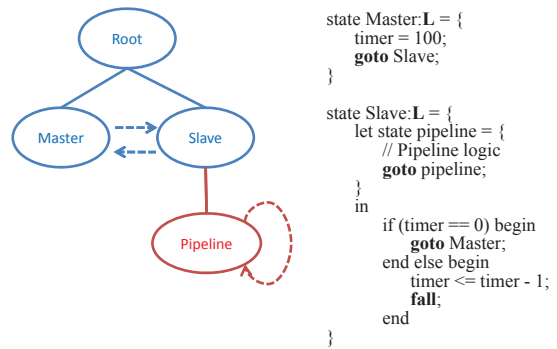 Root
Master
Slave
Pipeline
state Master:L = {
timer = 100;
goto Slave;
}
state Slave:L = {
let state pipeline = {
// Pipeline logic
goto pipeline;
}
in
if (timer == 0) begin
goto Master;
end else begin
timer <= timer - 1;
fall;
end
}